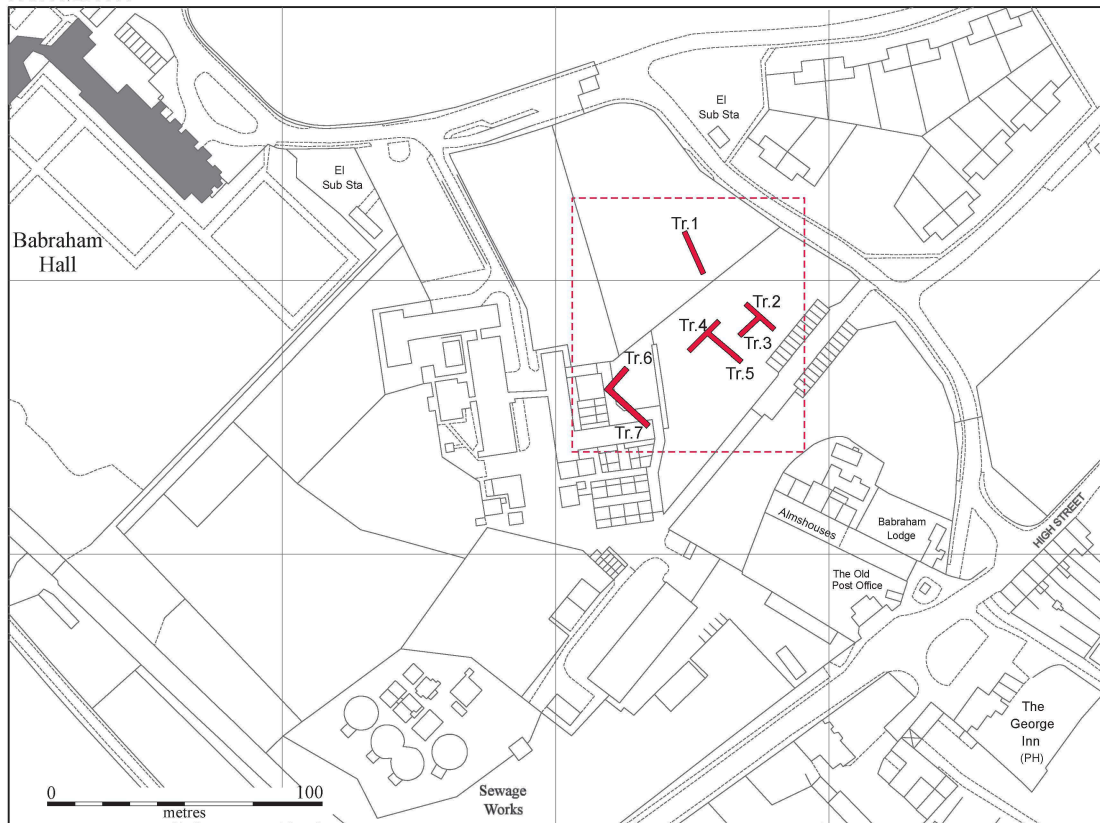 El
Sub Sta
El
Sub Sta
Babraham
Hall
Tr.1
Tr.2
Tr.4
Tr.3
Tr.5
Tr.6
Tr.7
HIGH STREET
Almshouses
Babraham
Lodge
The Old
Post Office
The
George
Inn
(PH)
Sewage
Works
0
100
metres